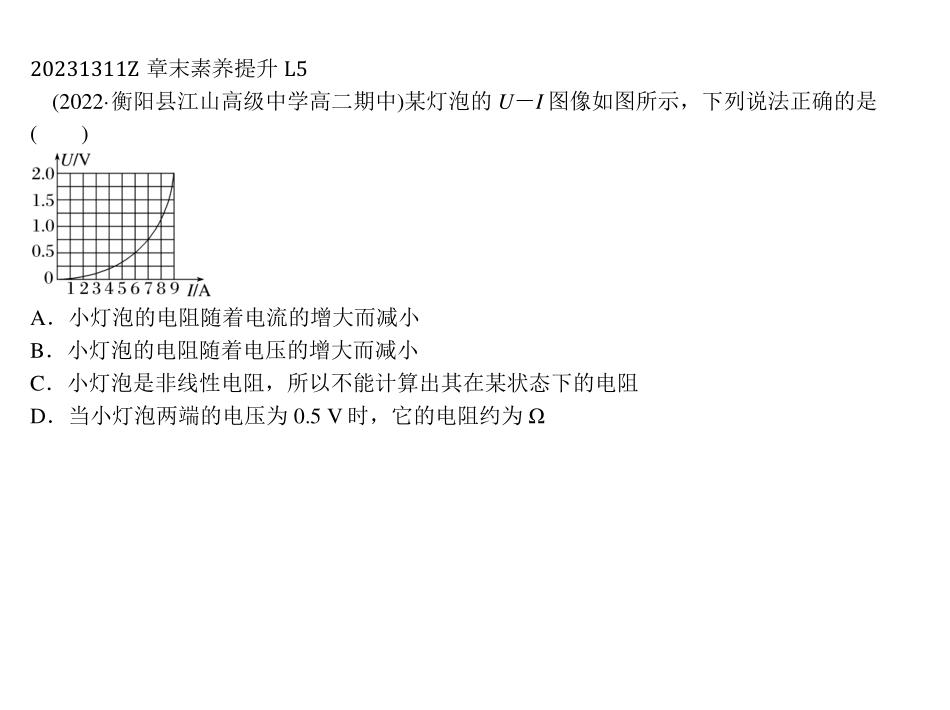 20231311Z 章末素养提升 L5
(2022·衡阳县江山高级中学高二期中)某灯泡的 U－I 图像如图所示，下列说法正确的是
(　　)
U/V
2.0
1.5
1.0
0.5
0
1 2 3 4 5 6 7 8 9 I/A
A．小灯泡的电阻随着电流的增大而减小
B．小灯泡的电阻随着电压的增大而减小
C．小灯泡是非线性电阻，所以不能计算出其在某状态下的电阻
D．当小灯泡两端的电压为 0.5 V 时，它的电阻约为 Ω